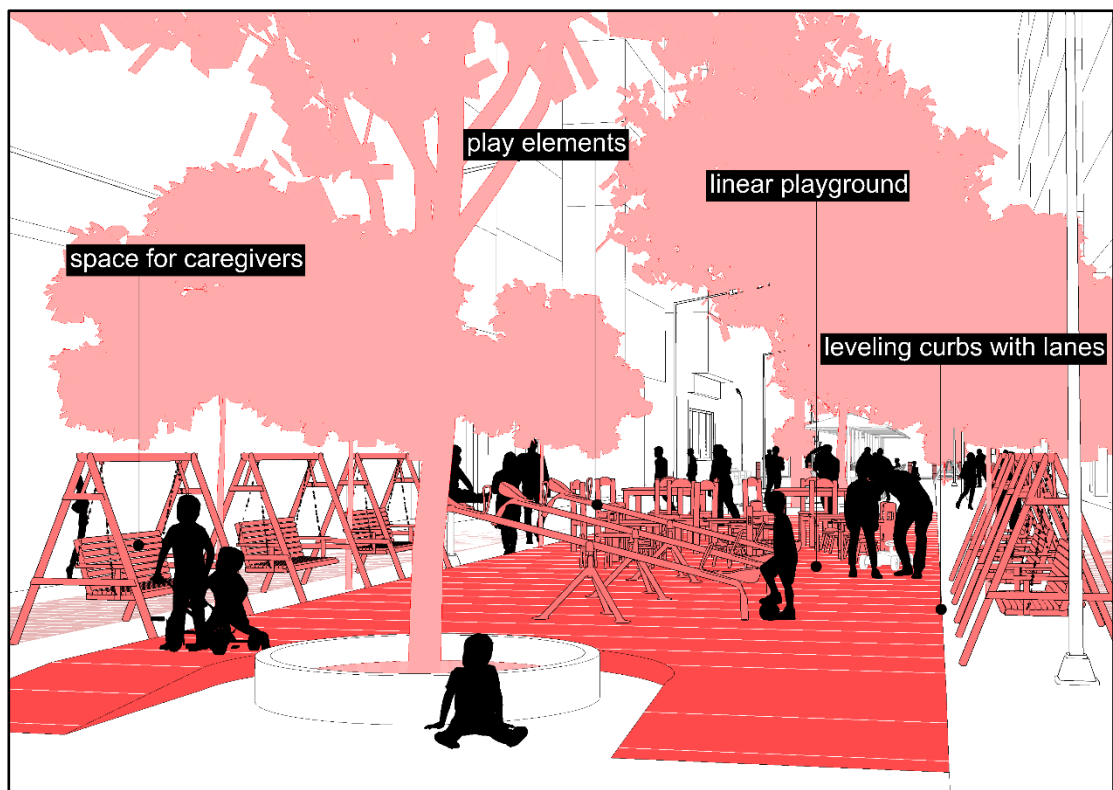 play elements
linear playground
space for caregivers
leveling curbs with lanes